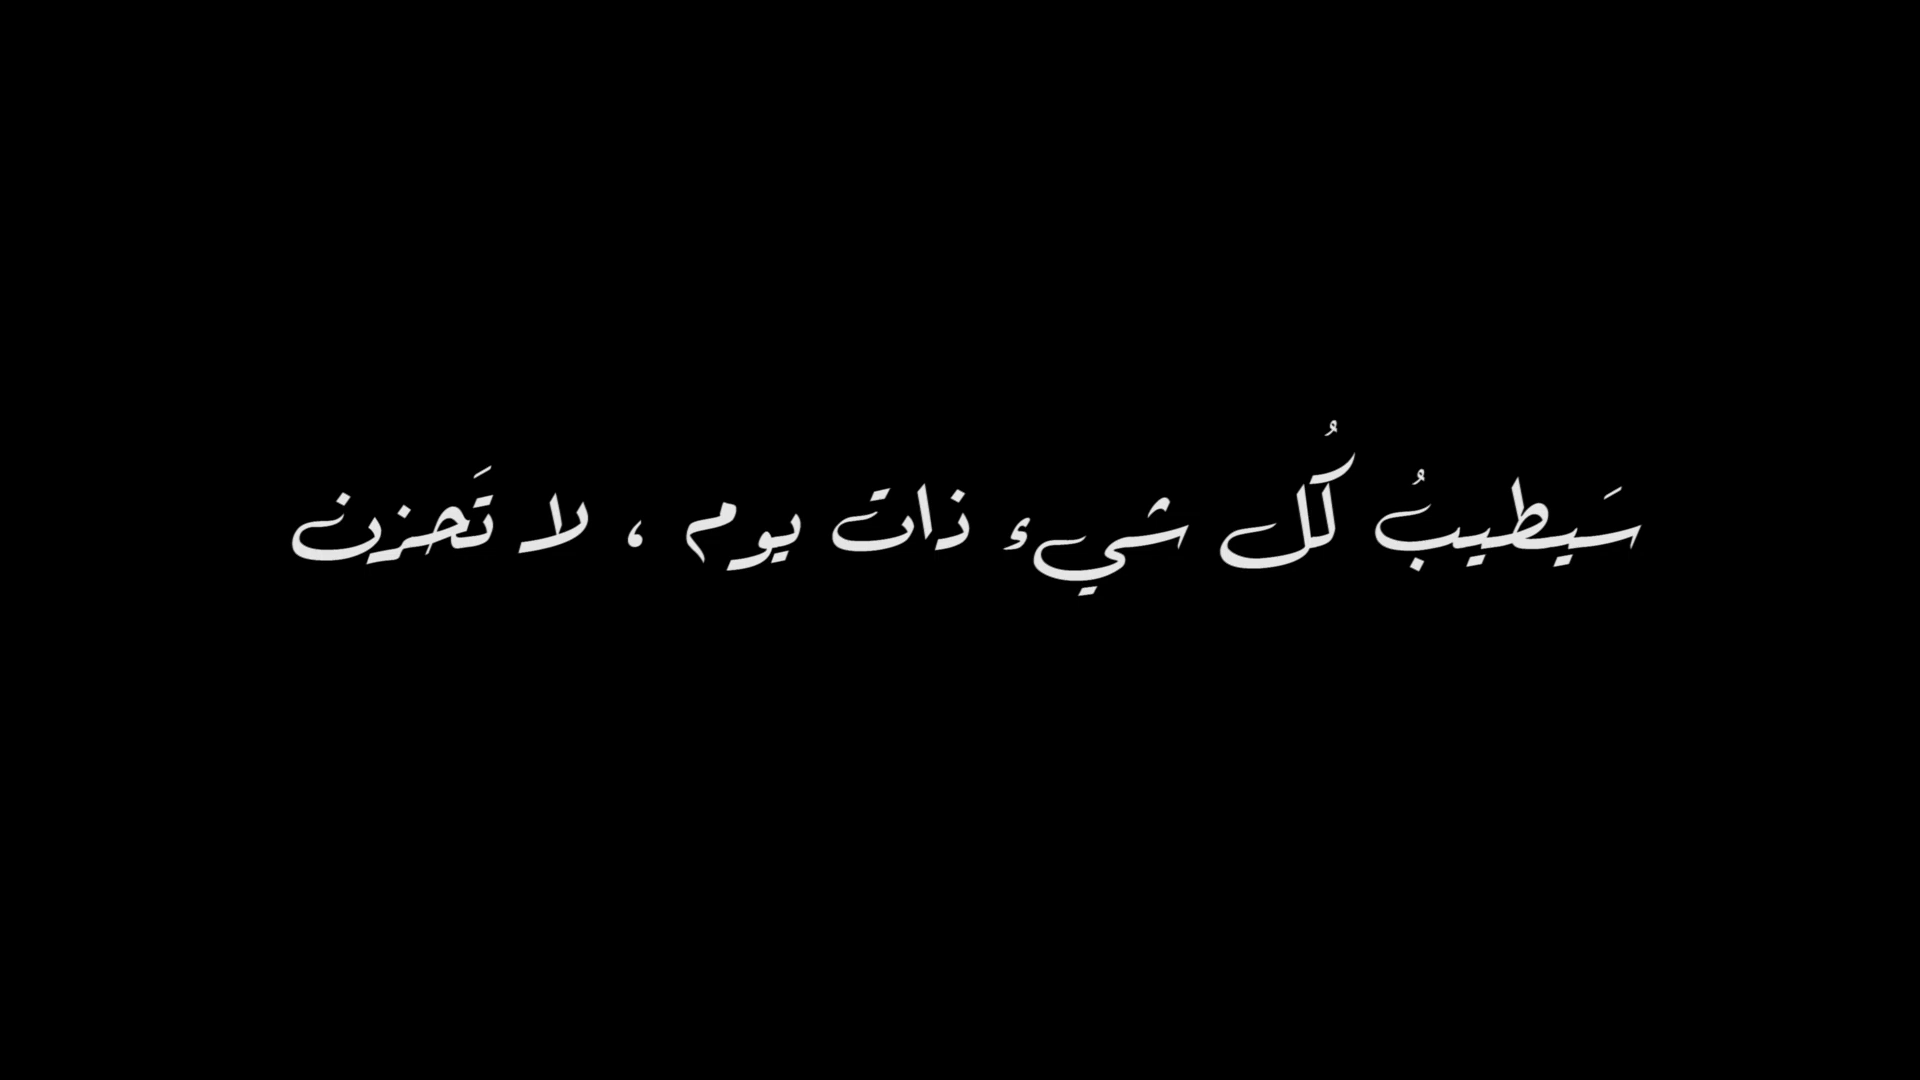 سَيطيبُ كُل شيء ذات يوم ، لا تَحزن